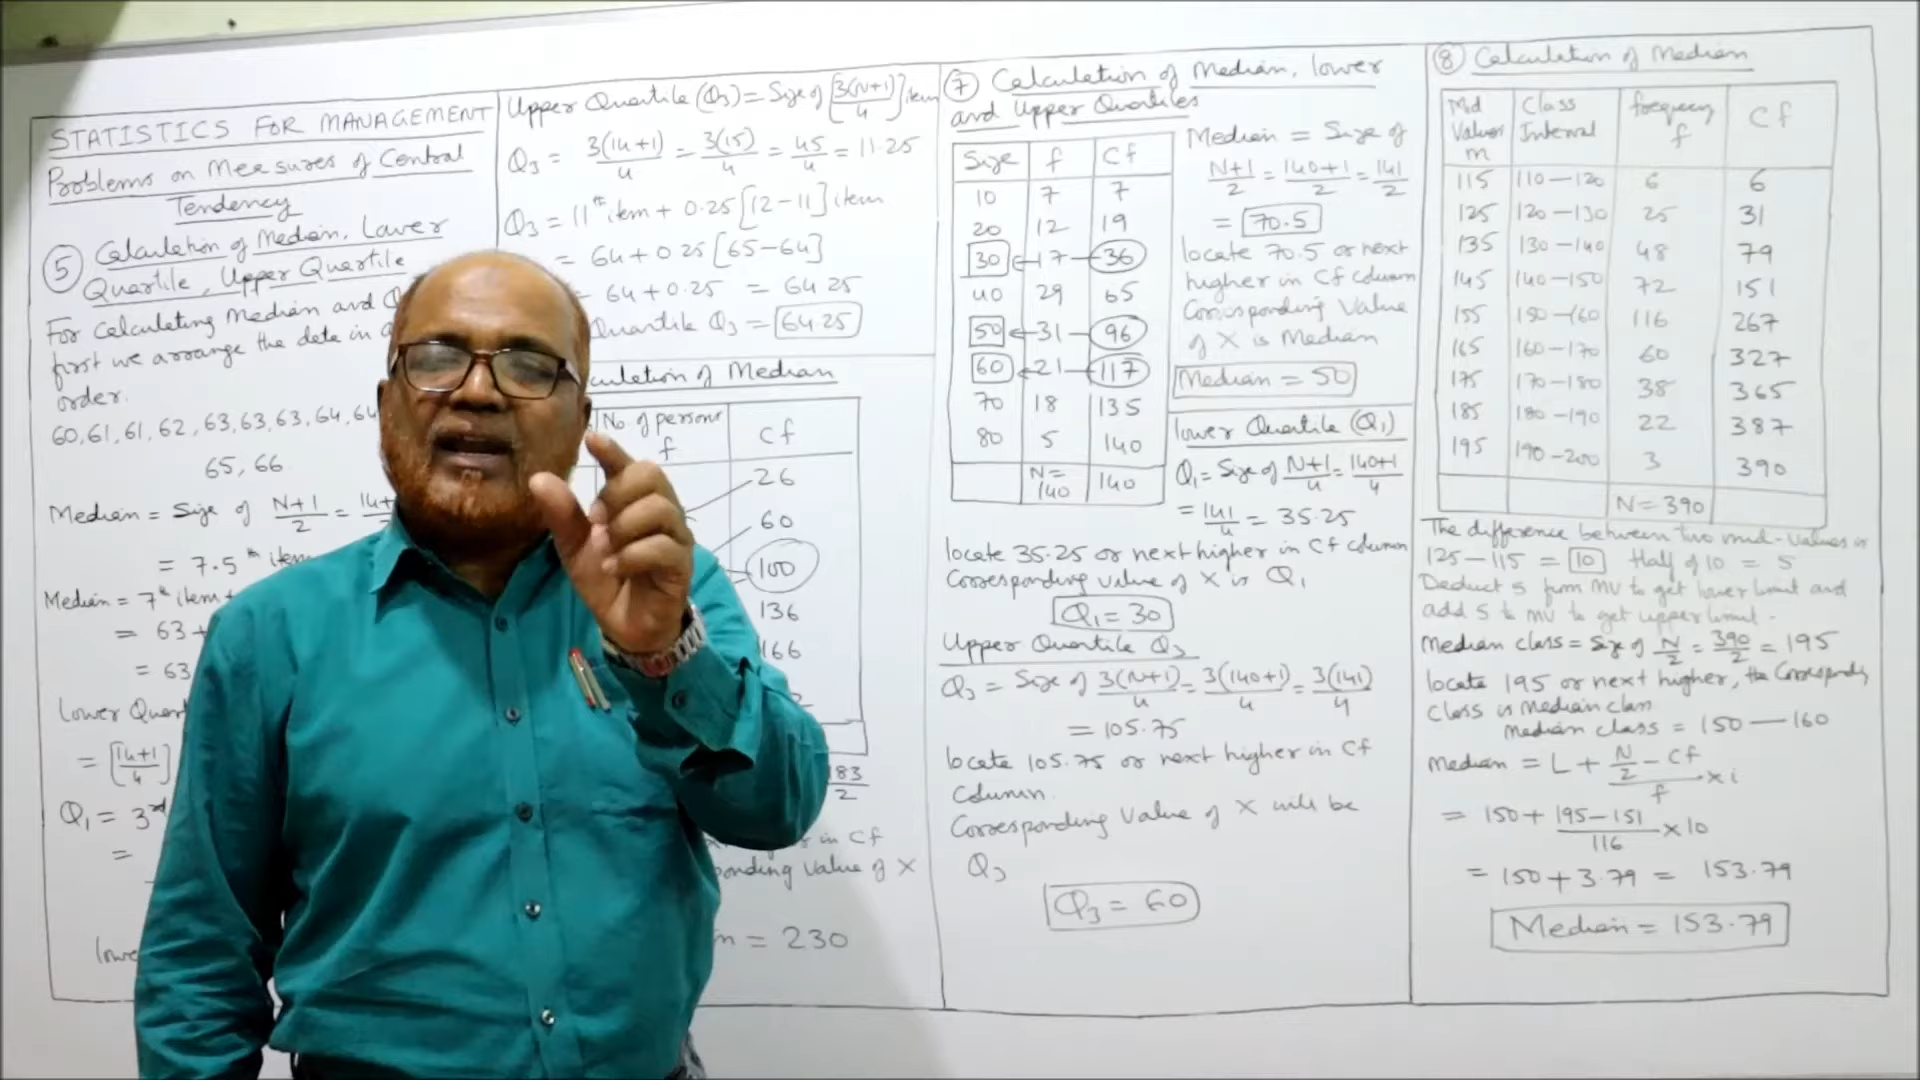 STATISTICS FOR MANAGEMENT
Problems on Measures of Central
Tendency
⑤ Calculation of Median, Lower
Quartile, Upper Quartile
For calculating Median and Q
first we arrange the data in a
order.
60, 61, 61, 62, 63, 63, 63, 64, 64
65, 66
Median = Size of N+1/2 = 14+
= 7.5th item
Median = 7th item +
= 63 +
= 63
Lower Quart
= [14+1/4]
Q1 = 3rd
=
lowe
Upper Quartile (Q3) = Size of [3(N+1)/4] item
Q3 = 3(14+1)/4 = 3(15)/4 = 45/4 = 11.25
Q3 = 11th item + 0.25 [12-11] item
= 64 + 0.25 [65-64]
= 64 + 0.25 = 64.25
Quartile Q3 = 64.25
culation of Median
No of persons f Cf
26
60
100
136
166
183/2
in Cf
ponding Value of X
= 230
⑦ Calculation of Median, lower
and Upper Quartiles
Size f Cf
10 7 7
20 12 19
30 17 36
40 29 65
50 31 96
60 21 117
70 18 135
80 5 140
N = 140 140
Median = Size of
N+1/2 = 140+1/2 = 141/2
= 70.5
locate 70.5 or next
higher in Cf column
Corresponding Value
of X is Median
Median = 50
lower Quartile (Q1)
Q1 = Size of N+1/4 = 140+1/4
= 141/4 = 35.25
locate 35.25 or next higher in Cf column
Corresponding value of X is Q1
Q1 = 30
Upper Quartile Q3
Q3 = Size of 3(N+1)/4 = 3(140+1)/4 = 3(141)/4
= 105.75
locate 105.75 or next higher in Cf
Column.
Corresponding Value of X will be
Q3
Q3 = 60
⑧ Calculation of Median
Mid Values m Class Interval frequency f Cf
115 110-120 6 6
125 120-130 25 31
135 130-140 48 79
145 140-150 72 151
155 150-160 116 267
165 160-170 60 327
175 170-180 38 365
185 180-190 22 387
195 190-200 3 390
N = 390
The difference between two mid-values is
125-115 = 10 Half of 10 = 5
Deduct 5 from MV to get lower limit and
add 5 to MV to get upper limit.
Median class = Size of N/2 = 390/2 = 195
locate 195 or next higher, the Corresponding
class is Median class
Median class = 150 — 160
Median = L + N/2 - Cf/f × i
= 150 + 195-151/116 × 10
= 150 + 3.79 = 153.79
Median = 153.79